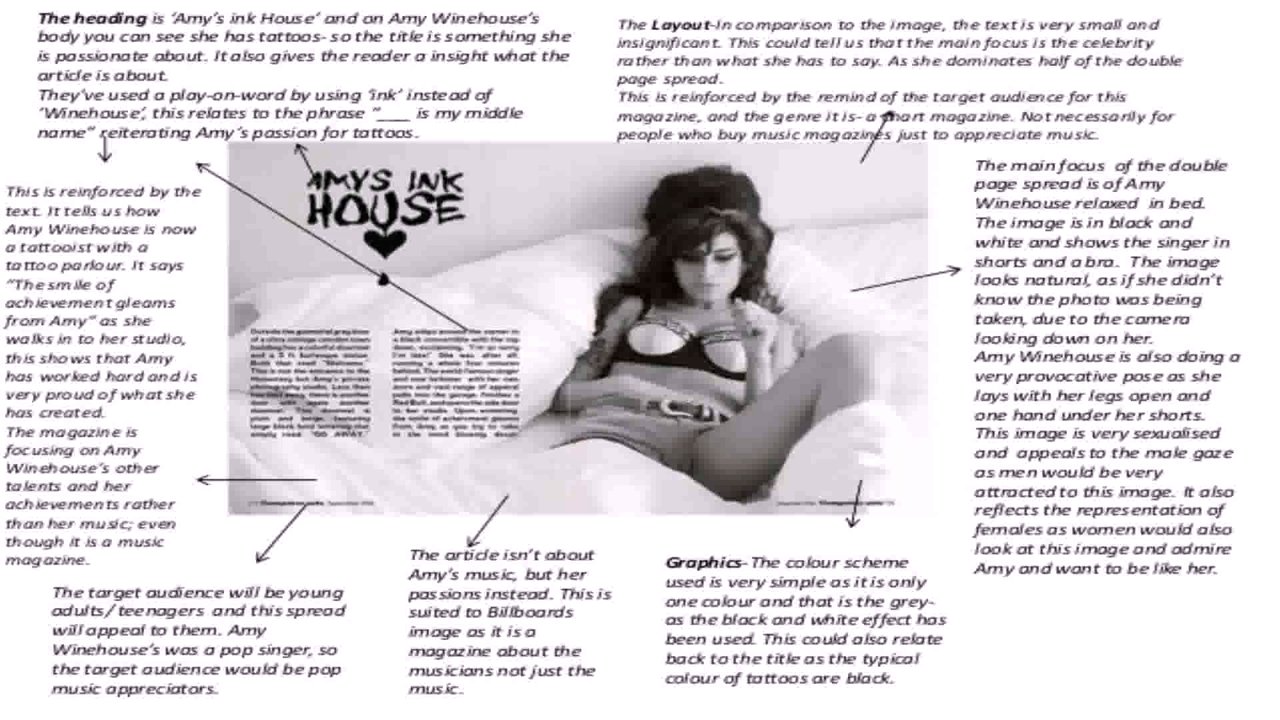 The heading is ‘Amy’s ink House’ and on Amy Winehouse’s
body you can see she has tattoos- so the title is something she
is passionate about. It also gives the reader a insight what the
article is about.
They’ve used a play-on-word by using ‘ink’ instead of
‘Winehouse’, this relates to the phrase “___ is my middle
name” reiterating Amy’s passion for tattoos.
The Layout-In comparison to the image, the text is very small and
insignificant. This could tell us that the main focus is the celebrity
rather than what she has to say. As she dominates half of the double
page spread.
This is reinforced by the remind of the target audience for this
magazine, and the genre it is- a chart magazine. Not necessarily for
people who buy music magazines just to appreciate music.
This is reinforced by the
text. It tells us how
Amy Winehouse is now
a tattooist with a
tattoo parlour. It says
“The smile of
achievement gleams
from Amy” as she
walks in to her studio,
this shows that Amy
has worked hard and is
very proud of what she
has created.
The magazine is
focusing on Amy
Winehouse’s other
talents and her
achievements rather
than her music; even
though it is a music
magazine.
AMYS INK
HOUSE
The main focus of the double
page spread is of Amy
Winehouse relaxed in bed.
The image is in black and
white and shows the singer in
shorts and a bra. The image
looks natural, as if she didn’t
know the photo was being
taken, due to the camera
looking down on her.
Amy Winehouse is also doing a
very provocative pose as she
lays with her legs open and
one hand under her shorts.
This image is very sexualised
and appeals to the male gaze
as men would be very
attracted to this image. It also
reflects the representation of
females as women would also
look at this image and admire
Amy and want to be like her.
The target audience will be young
adults/teenagers and this spread
will appeal to them. Amy
Winehouse’s was a pop singer, so
the target audience would be pop
music appreciators.
The article isn’t about
Amy’s music, but her
passions instead. This is
suited to Billboards
image as it is a
magazine about the
musicians not just the
music.
Graphics-The colour scheme
used is very simple as it is only
one colour and that is the grey-
as the black and white effect has
been used. This could also relate
back to the title as the typical
colour of tattoos are black.